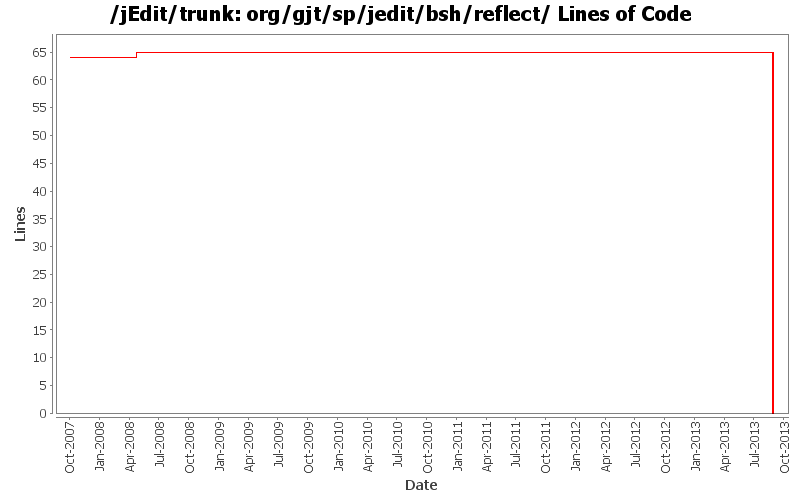 /jEdit/trunk: org/gjt/sp/jedit/bsh/reflect/ Lines of Code
65
60
55
50
45
40
35
30
25
20
15
10
5
0
Lines
Oct-2007
Jan-2008
Apr-2008
Jul-2008
Oct-2008
Jan-2009
Apr-2009
Jul-2009
Oct-2009
Jan-2010
Apr-2010
Jul-2010
Oct-2010
Jan-2011
Apr-2011
Jul-2011
Oct-2011
Jan-2012
Apr-2012
Jul-2012
Oct-2012
Jan-2013
Apr-2013
Jul-2013
Oct-2013
Date